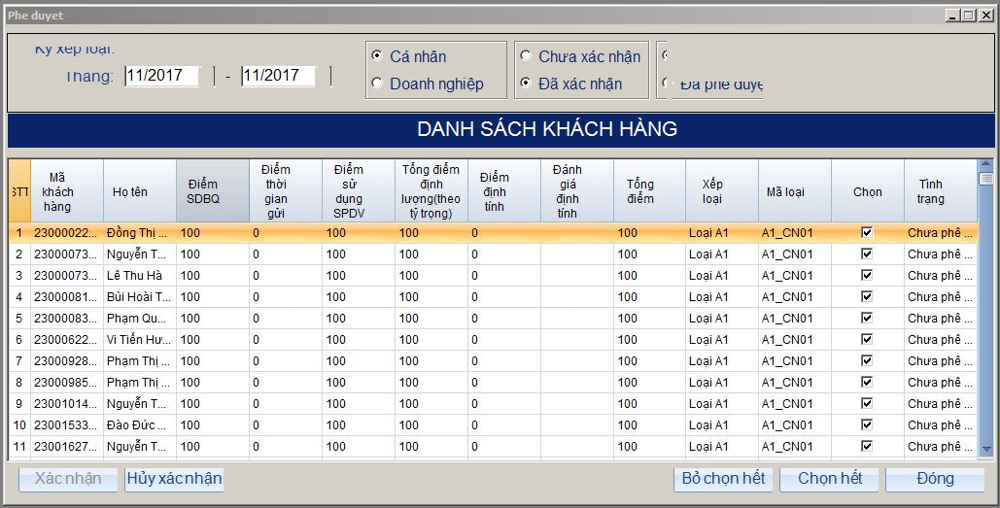 Phe duyet
Kỳ xếp loại:
Tháng: 11/2017 - 11/2017
Cá nhân
Doanh nghiệp
Chưa xác nhận
Đã xác nhận
Đã phê duyệ
DANH SÁCH KHÁCH HÀNG
STT Mã khách hàng Họ tên Điểm SDBQ Điểm thời gian gửi Điểm sử dụng SPDV Tổng điểm định lượng(theo tỷ trọng) Điểm định tính Đánh giá định tính Tổng điểm Xếp loại Mã loại Chọn Tình trạng
1 23000022... Đồng Thị ... 100 0 100 100 0 100 Loại A1 A1_CN01 Chưa phê ...
2 23000073... Nguyễn T... 100 0 100 100 0 100 Loại A1 A1_CN01 Chưa phê ...
3 23000073... Lê Thu Hà 100 0 100 100 0 100 Loại A1 A1_CN01 Chưa phê ...
4 23000081... Bùi Hoài T... 100 0 100 100 0 100 Loại A1 A1_CN01 Chưa phê ...
5 23000083... Phạm Qu... 100 0 100 100 0 100 Loại A1 A1_CN01 Chưa phê ...
6 23000622... Vi Tiến Hư... 100 0 100 100 0 100 Loại A1 A1_CN01 Chưa phê ...
7 23000928... Phạm Thị ... 100 0 100 100 0 100 Loại A1 A1_CN01 Chưa phê ...
8 23000985... Phạm Thị ... 100 0 100 100 0 100 Loại A1 A1_CN01 Chưa phê ...
9 23001014... Nguyễn T... 100 0 100 100 0 100 Loại A1 A1_CN01 Chưa phê ...
10 23001533... Đào Đức ... 100 0 100 100 0 100 Loại A1 A1_CN01 Chưa phê ...
11 23001627... Nguyễn T... 100 0 100 100 0 100 Loại A1 A1_CN01 Chưa phê ...
Xác nhận Hủy xác nhận Bỏ chọn hết Chọn hết Đóng